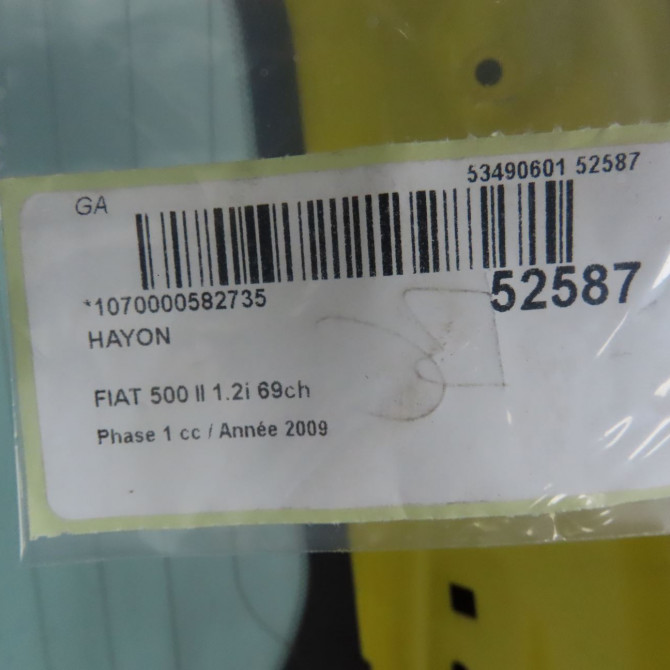 53490601 52587
GA
*1070000582735
52587
HAYON
FIAT 500 II 1.2i 69ch
Phase 1 cc / Année 2009